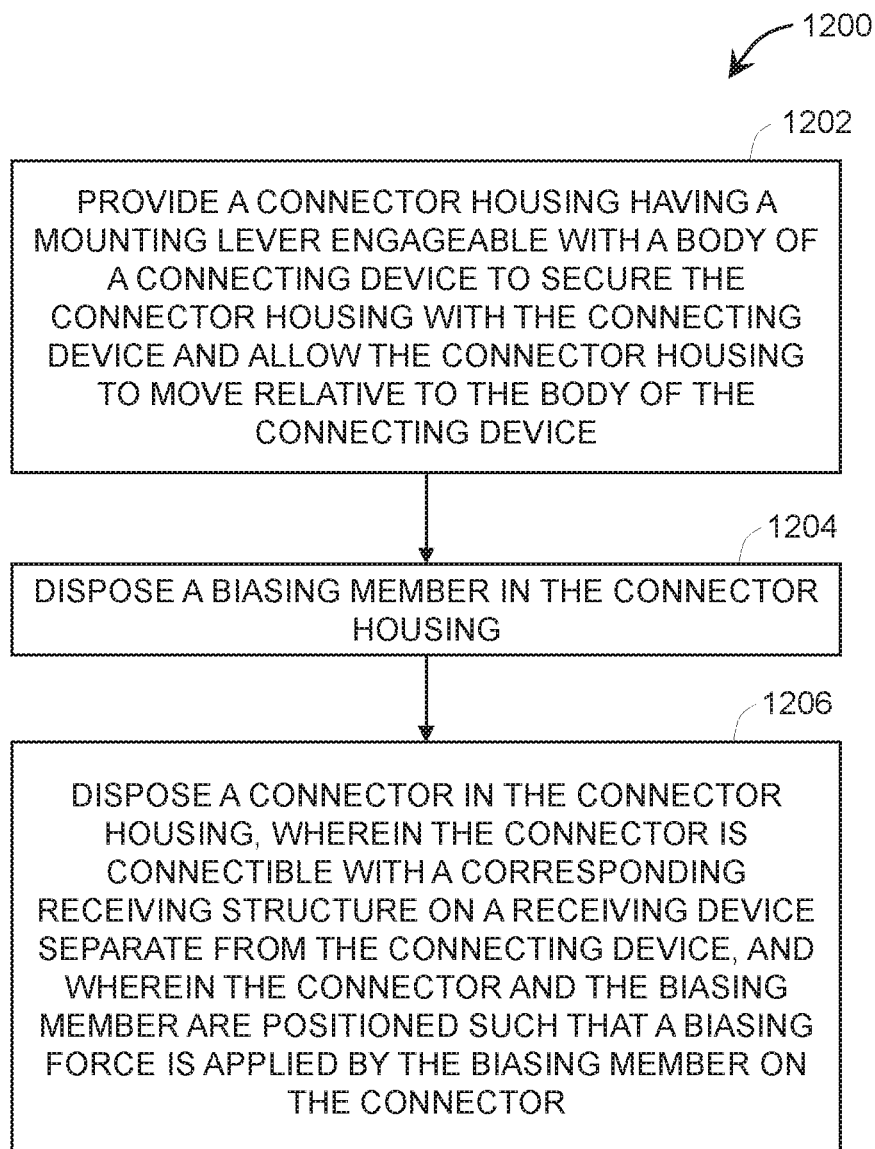 1200
1202
PROVIDE A CONNECTOR HOUSING HAVING A
MOUNTING LEVER ENGAGEABLE WITH A BODY OF
A CONNECTING DEVICE TO SECURE THE
CONNECTOR HOUSING WITH THE CONNECTING
DEVICE AND ALLOW THE CONNECTOR HOUSING
TO MOVE RELATIVE TO THE BODY OF THE
CONNECTING DEVICE
1204
DISPOSE A BIASING MEMBER IN THE CONNECTOR
HOUSING
1206
DISPOSE A CONNECTOR IN THE CONNECTOR
HOUSING, WHEREIN THE CONNECTOR IS
CONNECTIBLE WITH A CORRESPONDING
RECEIVING STRUCTURE ON A RECEIVING DEVICE
SEPARATE FROM THE CONNECTING DEVICE, AND
WHEREIN THE CONNECTOR AND THE BIASING
MEMBER ARE POSITIONED SUCH THAT A BIASING
FORCE IS APPLIED BY THE BIASING MEMBER ON
THE CONNECTOR